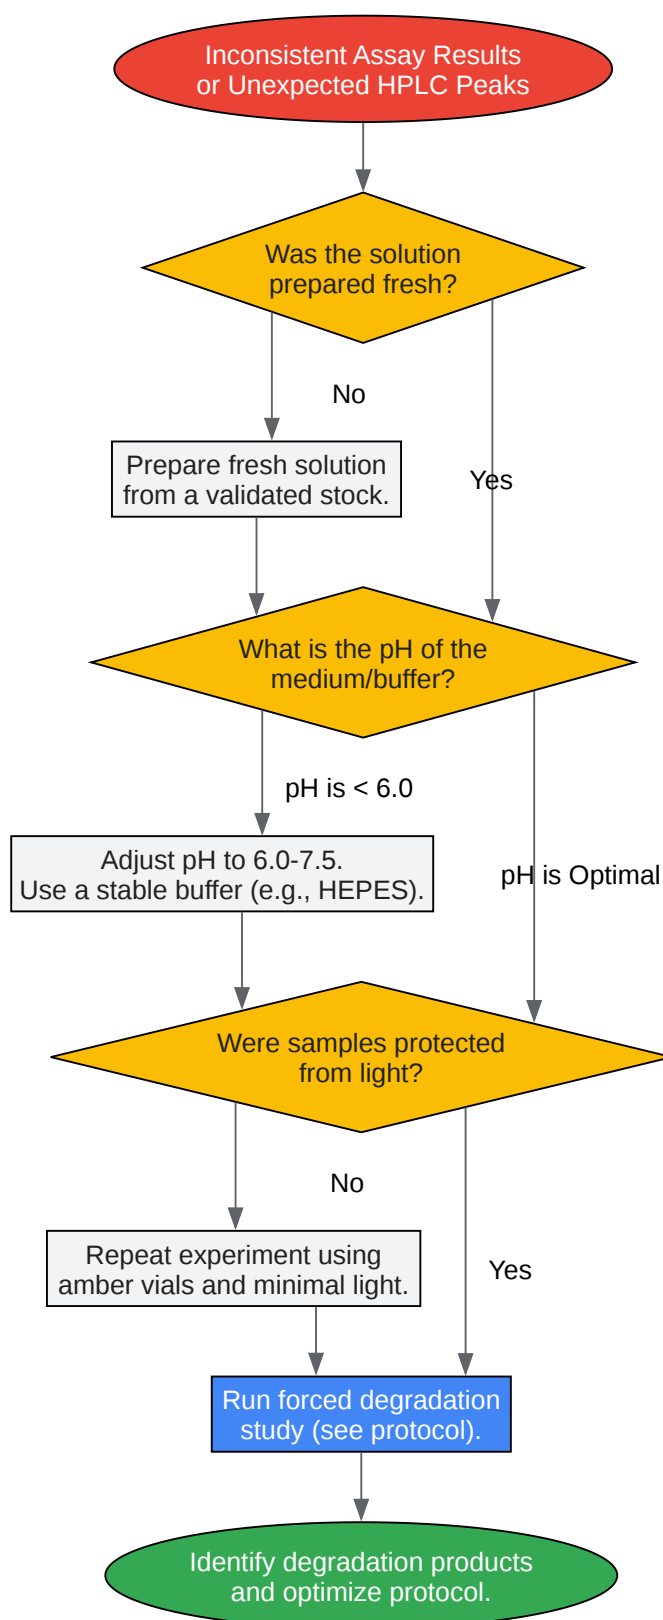 Inconsistent Assay Results
or Unexpected HPLC Peaks
Was the solution
prepared fresh?
No
Prepare fresh solution
from a validated stock.
Yes
What is the pH of the
medium/buffer?
pH is < 6.0
Adjust pH to 6.0-7.5.
Use a stable buffer (e.g., HEPES).
pH is Optimal
Were samples protected
from light?
No
Repeat experiment using
amber vials and minimal light.
Yes
Run forced degradation
study (see protocol).
Identify degradation products
and optimize protocol.